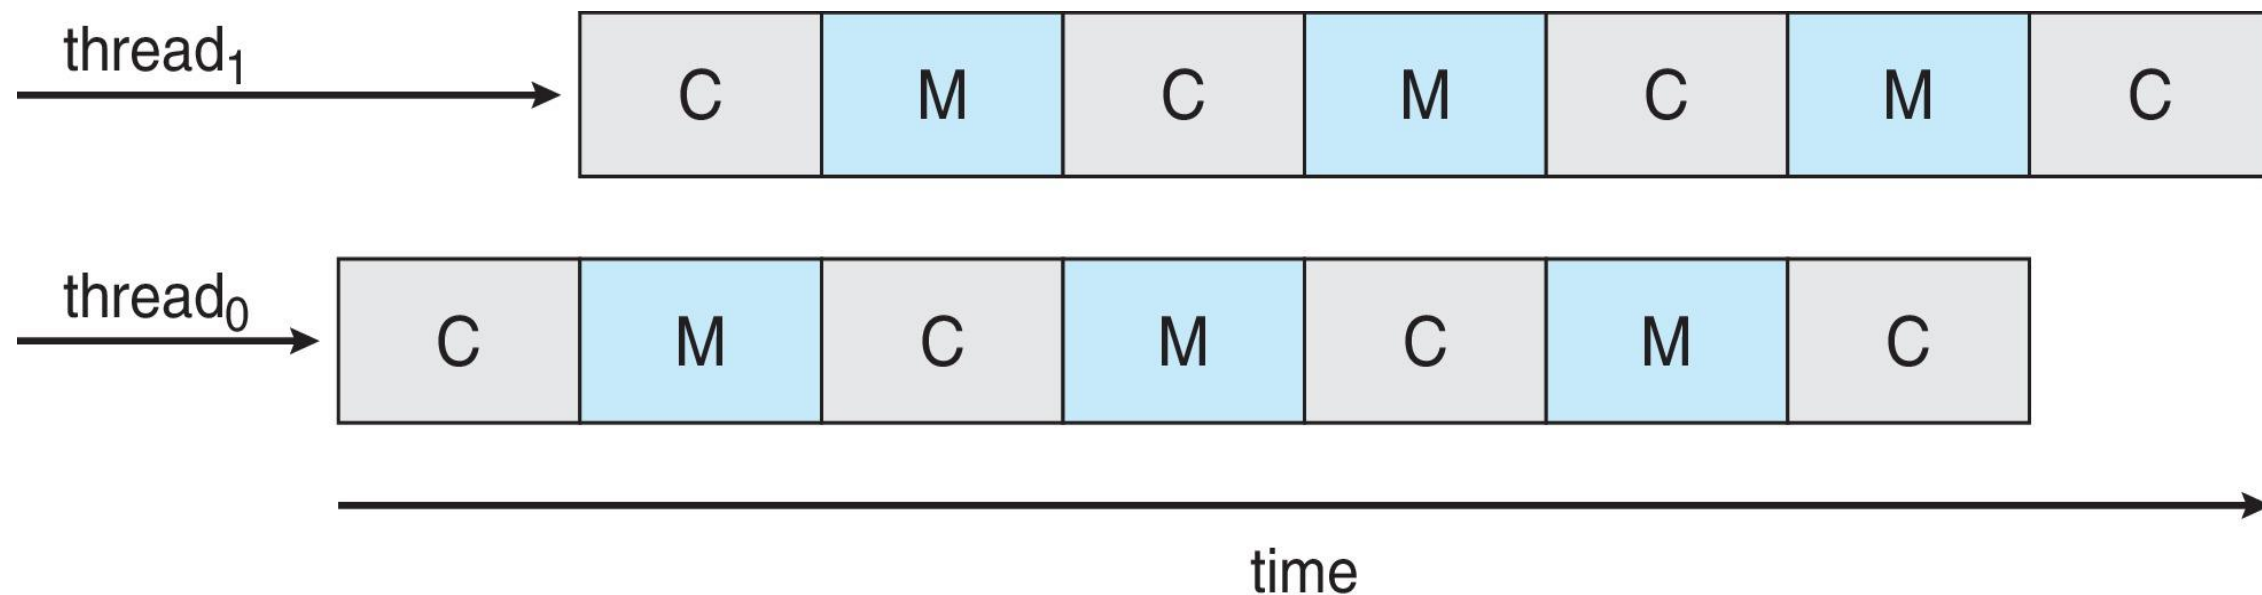 thread₁
C M C M C M C
thread₀
C M C M C M C
time